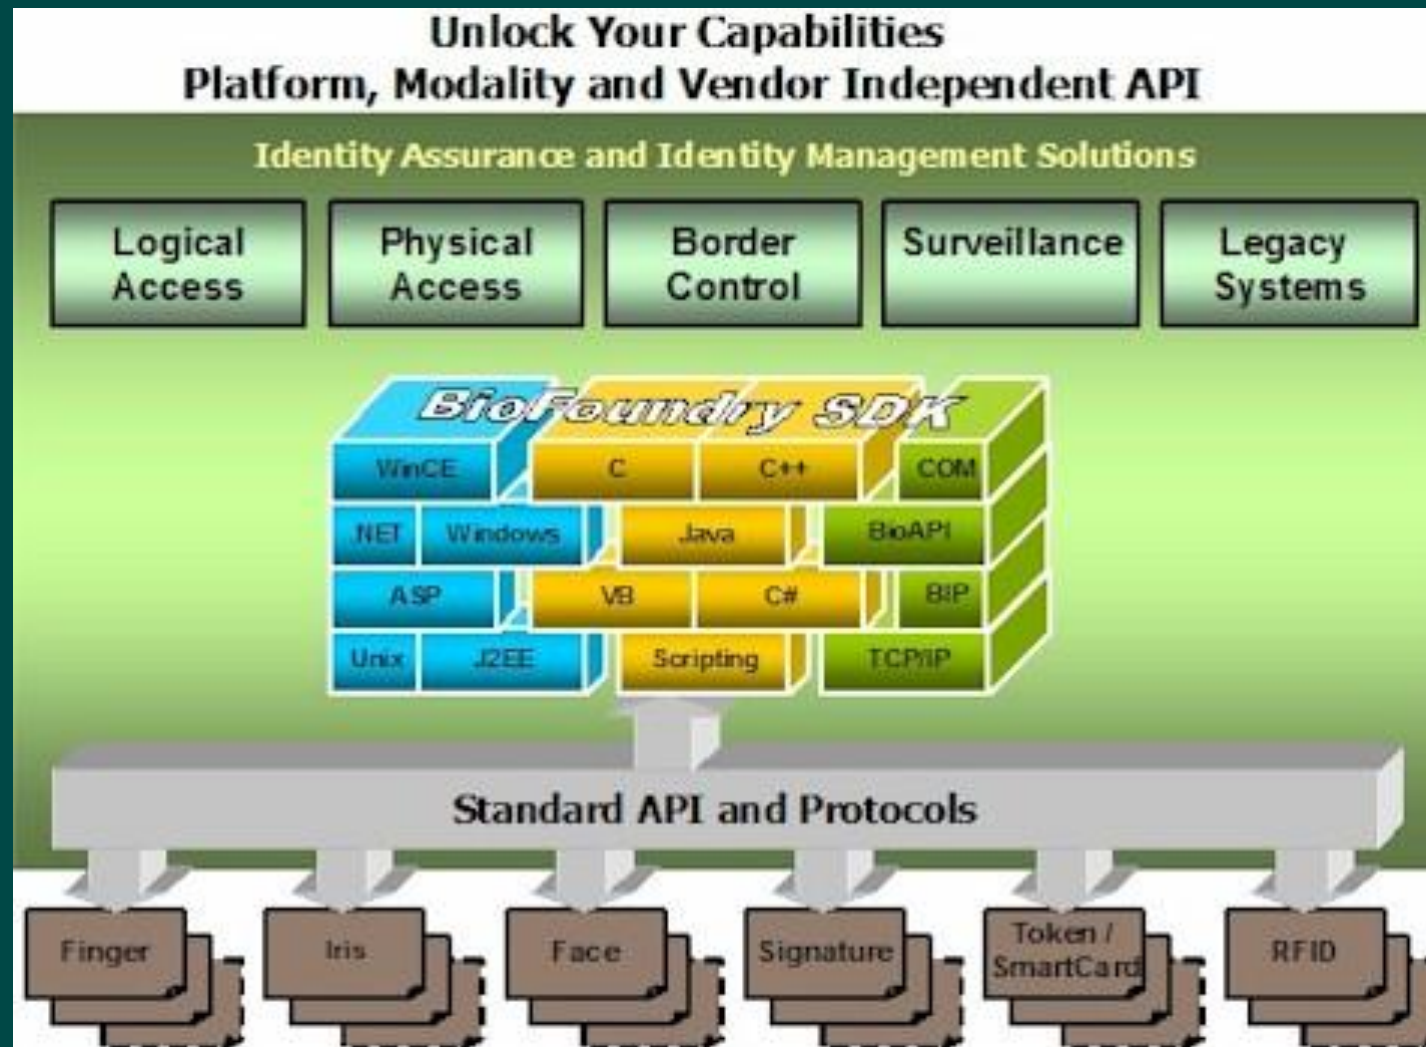 Unlock Your Capabilities
Platform, Modality and Vendor Independent API
Identity Assurance and Identity Management Solutions
Logical
Access
Physical
Access
Border
Control
Surveillance
Legacy
Systems
BioFoundry SDK
WinCE
C
C++
COM
.NET
Windows
Java
BioAPI
ASP
VB
C#
BIP
Unix
J2EE
Scripting
TCP/IP
Standard API and Protocols
Finger
Iris
Face
Signature
Token /
SmartCard
RFID